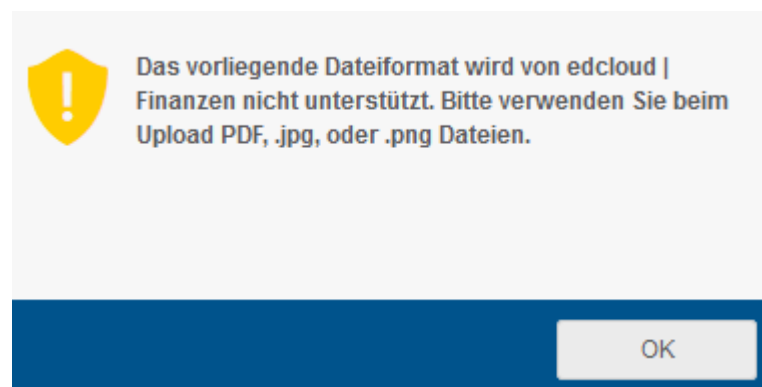 Das vorliegende Dateiformat wird von edcloud |
Finanzen nicht unterstützt. Bitte verwenden Sie beim
Upload PDF, .jpg, oder .png Dateien.
OK